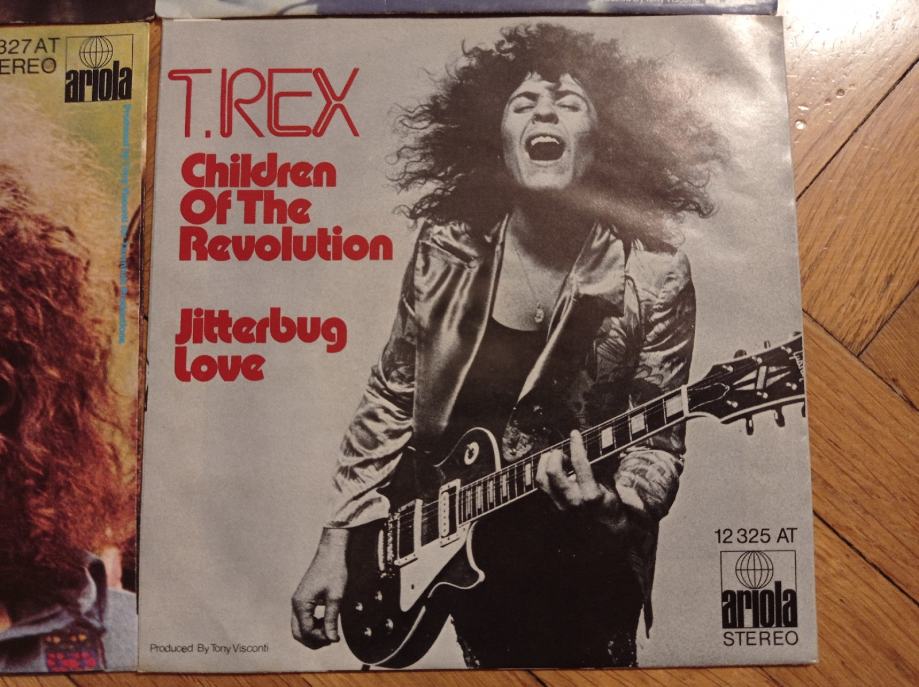 327 AT
EREO
ariola
T.REX
Children
Of The
Revolution
Jitterbug
Love
12 325 AT
ariola
STEREO
Produced By Tony Visconti